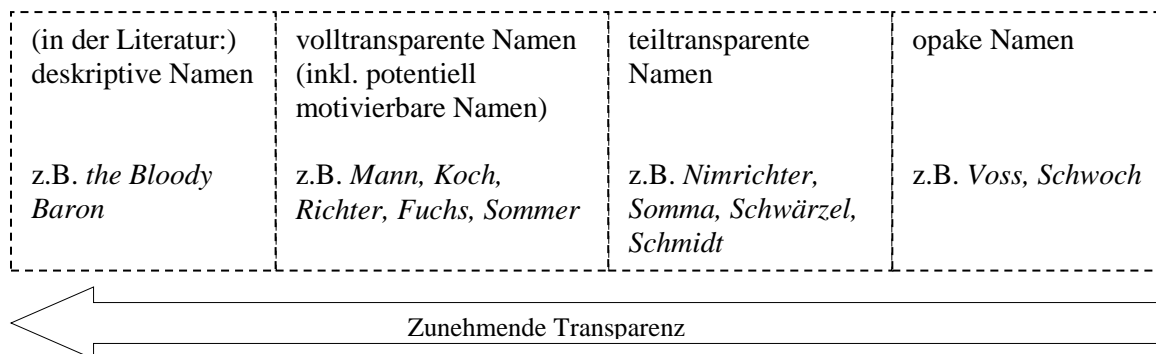 (in der Literatur:)
deskriptive Namen
z.B. the Bloody
Baron
volltransparente Namen
(inkl. potentiell
motivierbare Namen)
z.B. Mann, Koch,
Richter, Fuchs, Sommer
teiltransparente
Namen
z.B. Nimrichter,
Somma, Schwärzel,
Schmidt
opake Namen
z.B. Voss, Schwoch
Zunehmende Transparenz